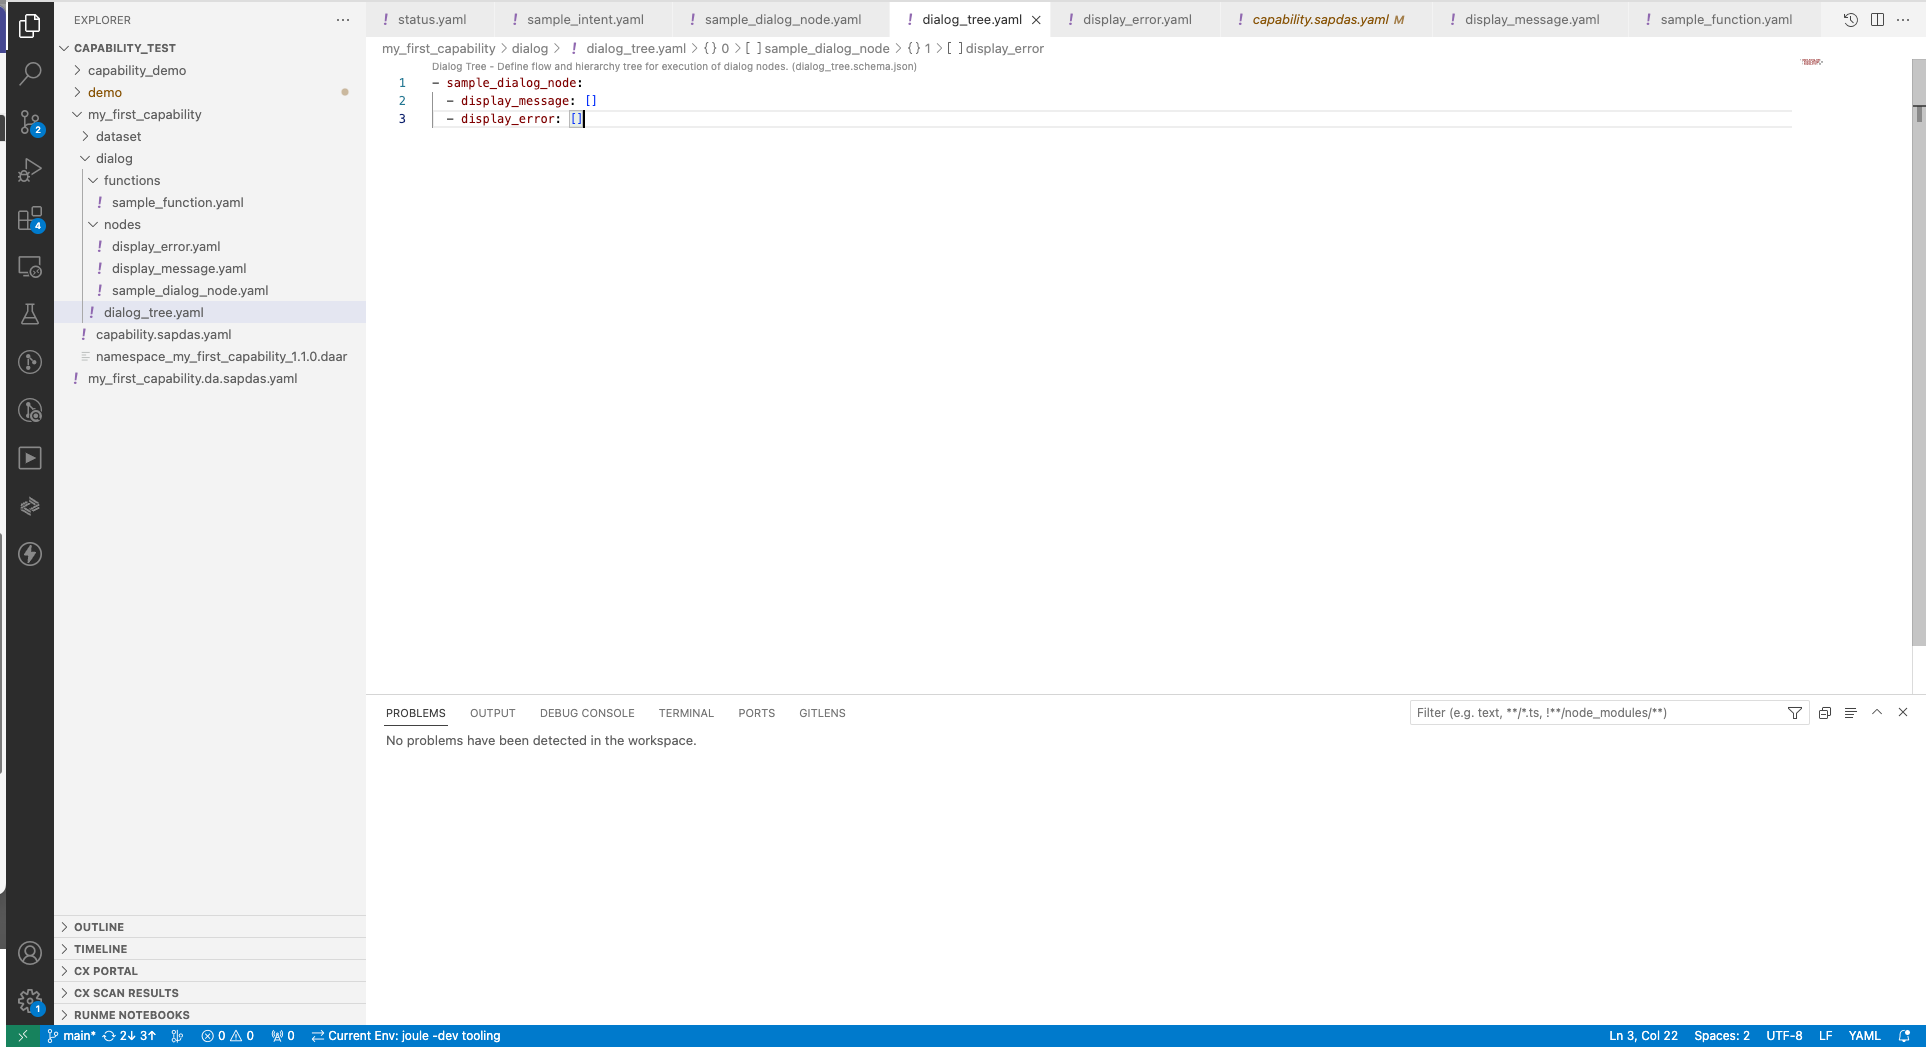 EXPLORER
CAPABILITY_TEST
capability_demo
demo
my_first_capability
dataset
dialog
functions
sample_function.yaml
nodes
display_error.yaml
display_message.yaml
sample_dialog_node.yaml
dialog_tree.yaml
capability.sapdas.yaml
namespace_my_first_capability_1.1.0.daar
my_first_capability.da.sapdas.yaml
OUTLINE
TIMELINE
CX PORTAL
CX SCAN RESULTS
RUNME NOTEBOOKS
2
4
1
! status.yaml ! sample_intent.yaml ! sample_dialog_node.yaml ! dialog_tree.yaml ! display_error.yaml ! capability.sapdas.yaml M ! display_message.yaml ! sample_function.yaml
my_first_capability > dialog > ! dialog_tree.yaml > {} 0 > [ ] sample_dialog_node > {} 1 > [ ] display_error
Dialog Tree - Define flow and hierarchy tree for execution of dialog nodes. (dialog_tree.schema.json)
1 - sample_dialog_node:
2 - display_message: []
3 - display_error: []
PROBLEMS OUTPUT DEBUG CONSOLE TERMINAL PORTS GITLENS Filter (e.g. text, **/*.ts, !**/node_modules/**)
No problems have been detected in the workspace.
main* 2↓ 3↑ 0 0 0 Current Env: joule -dev tooling Ln 3, Col 22 Spaces: 2 UTF-8 LF YAML